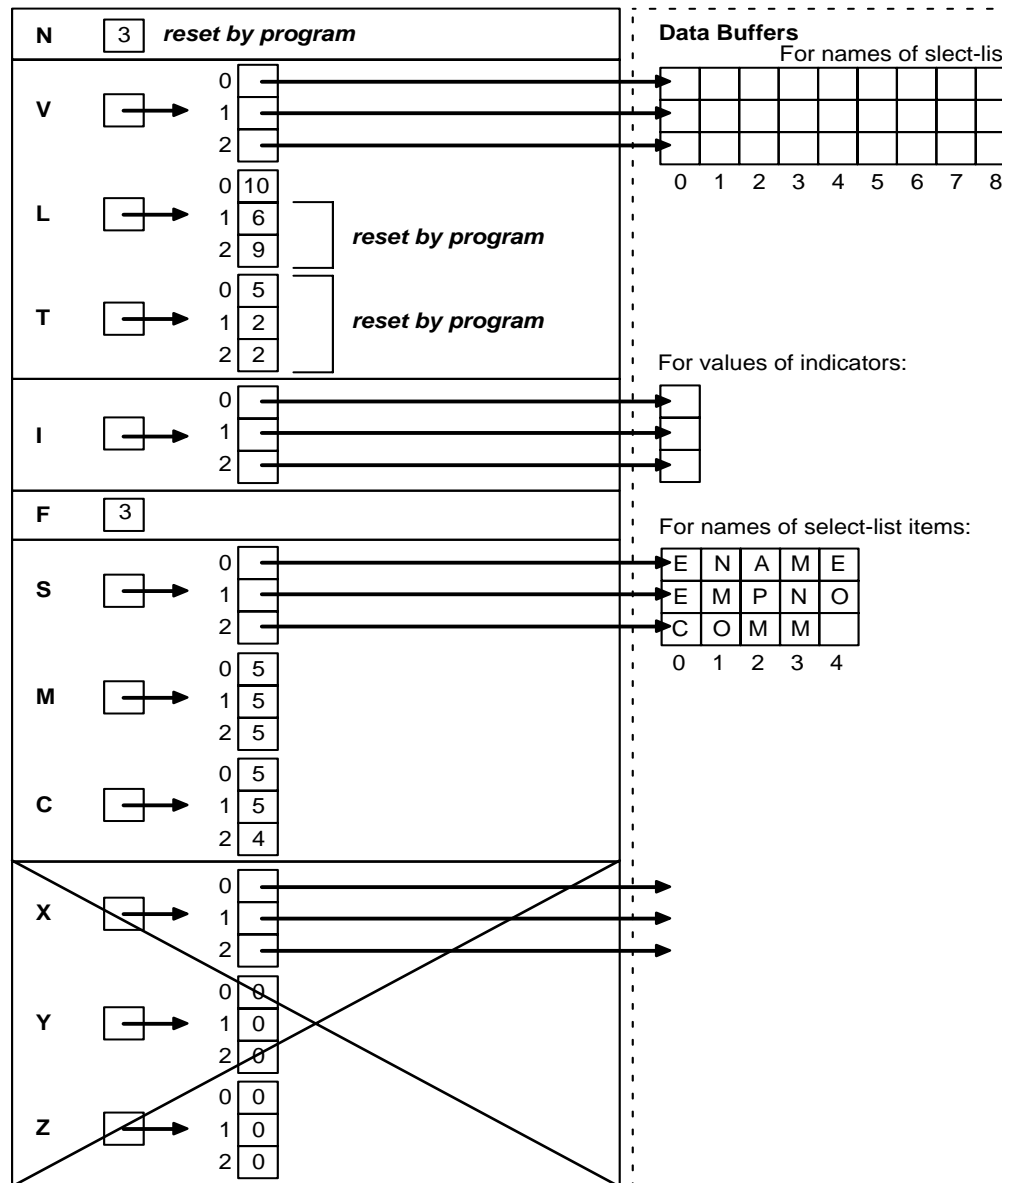 N 3 reset by program
Data Buffers
For names of slect-lis
V
0
1
2
0 1 2 3 4 5 6 7 8
L
0 10
1 6
2 9
reset by program
T
0 5
1 2
2 2
reset by program
For values of indicators:
I
0
1
2
F 3
For names of select-list items:
S
0
1
2
E N A M E
E M P N O
C O M M
0 1 2 3 4
M
0 5
1 5
2 5
C
0 5
1 5
2 4
X
0
1
2
Y
0 0
1 0
2 0
Z
0 0
1 0
2 0